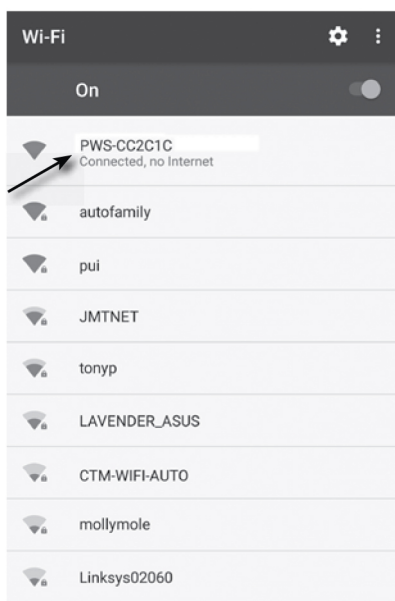 Wi-Fi
On
PWS-CC2C1C
Connected, no Internet
autofamily
pui
JMTNET
tonyp
LAVENDER_ASUS
CTM-WIFI-AUTO
mollymole
Linksys02060